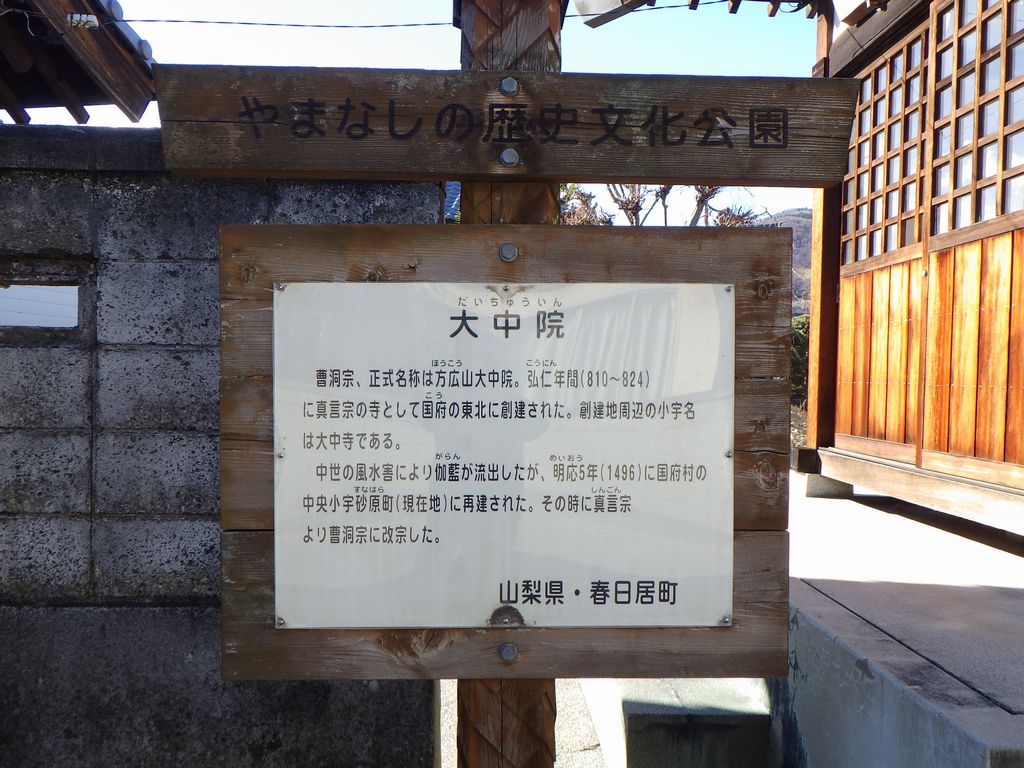 やまなしの歴史文化公園
だいちゅういん
大中院
ほうこう こうにん
曹洞宗、正式名称は方広山大中院。弘仁年間(810～824)
こう
に真言宗の寺として国府の東北に創建された。創建地周辺の小字名
は大中寺である。
がらん めいおう
中世の風水害により伽藍が流出したが、明応5年(1496)に国府村の
すなはら しんごん
中央小字砂原町(現在地)に再建された。その時に真言宗
より曹洞宗に改宗した。
山梨県・春日居町